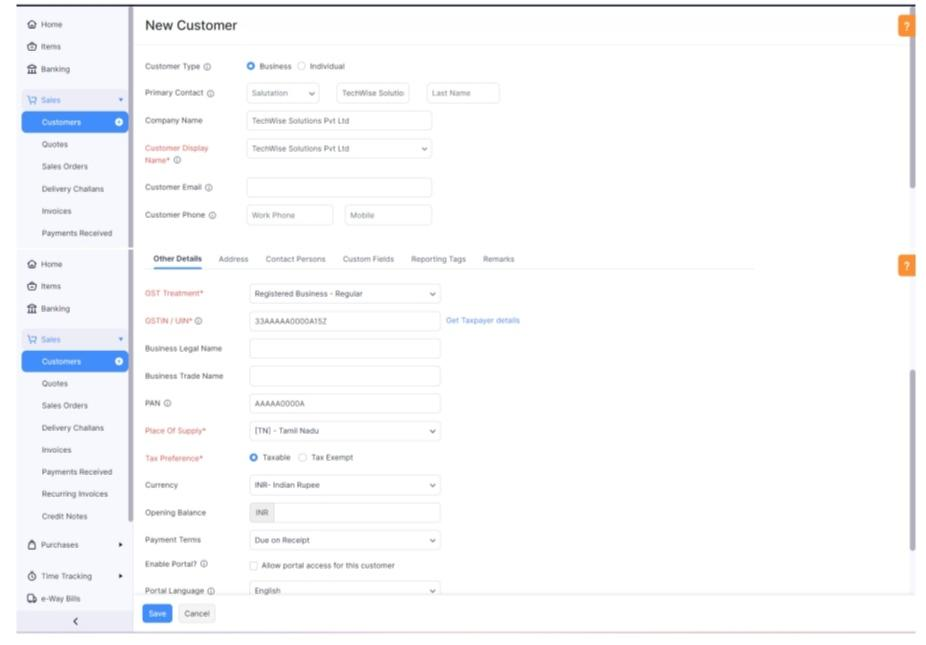 New Customer
?
Home
Items
Banking
Sales
Customers
Quotes
Sales Orders
Delivery Challans
Invoices
Payments Received
Customer Type Business Individual
Primary Contact Salutation TechWise Solutio Last Name
Company Name TechWise Solutions Pvt Ltd
Customer Display TechWise Solutions Pvt Ltd
Name*
Customer Email
Customer Phone Work Phone Mobile
Home
Items
Banking
Sales
Customers
Quotes
Sales Orders
Delivery Challans
Invoices
Payments Received
Recurring Invoices
Credit Notes
Purchases
Time Tracking
e-Way Bills
Other Details Address Contact Persons Custom Fields Reporting Tags Remarks
?
GST Treatment* Registered Business - Regular
GSTIN / UIN* 33AAAAA0000A15Z Get Taxpayer details
Business Legal Name
Business Trade Name
PAN AAAAA0000A
Place Of Supply* [TN] - Tamil Nadu
Tax Preference* Taxable Tax Exempt
Currency INR- Indian Rupee
Opening Balance INR
Payment Terms Due on Receipt
Enable Portal? Allow portal access for this customer
Portal Language English
Save Cancel